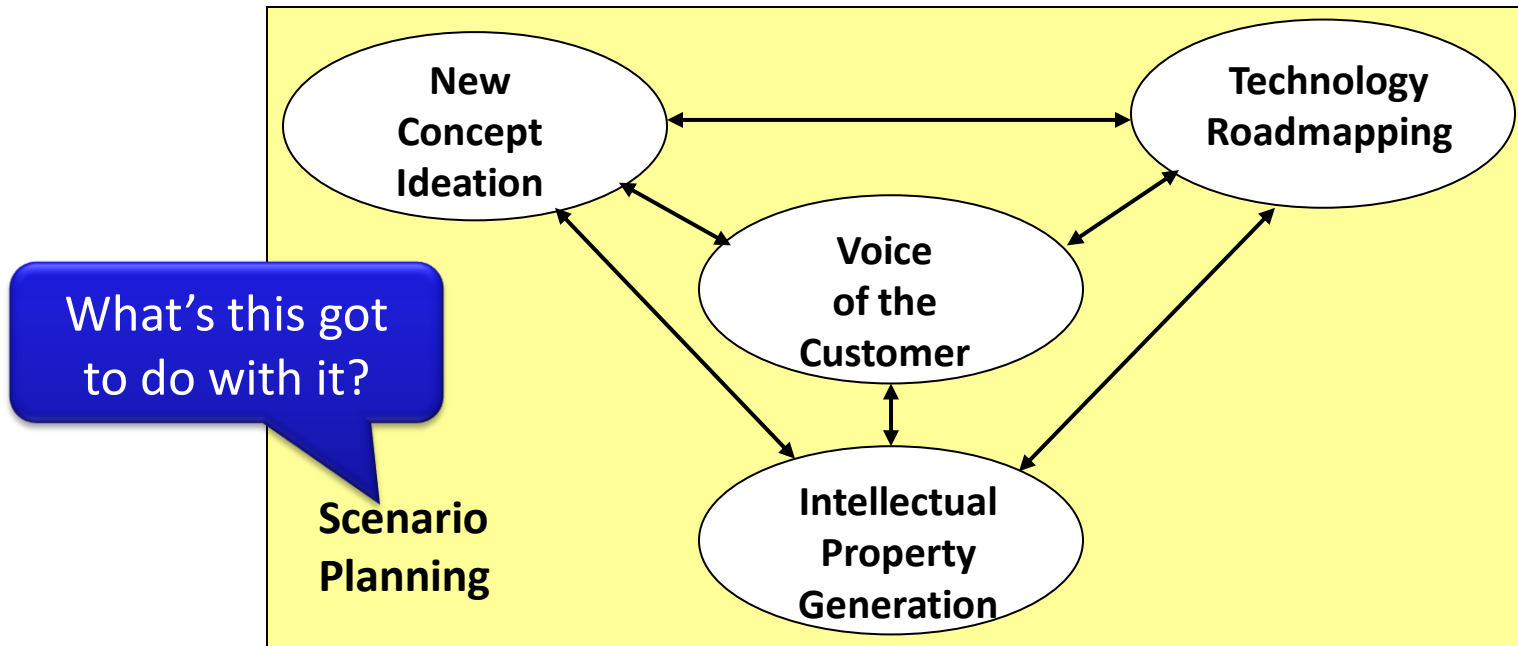 New
Concept
Ideation
Technology
Roadmapping
Voice
of the
Customer
What’s this got
to do with it?
Scenario
Planning
Intellectual
Property
Generation